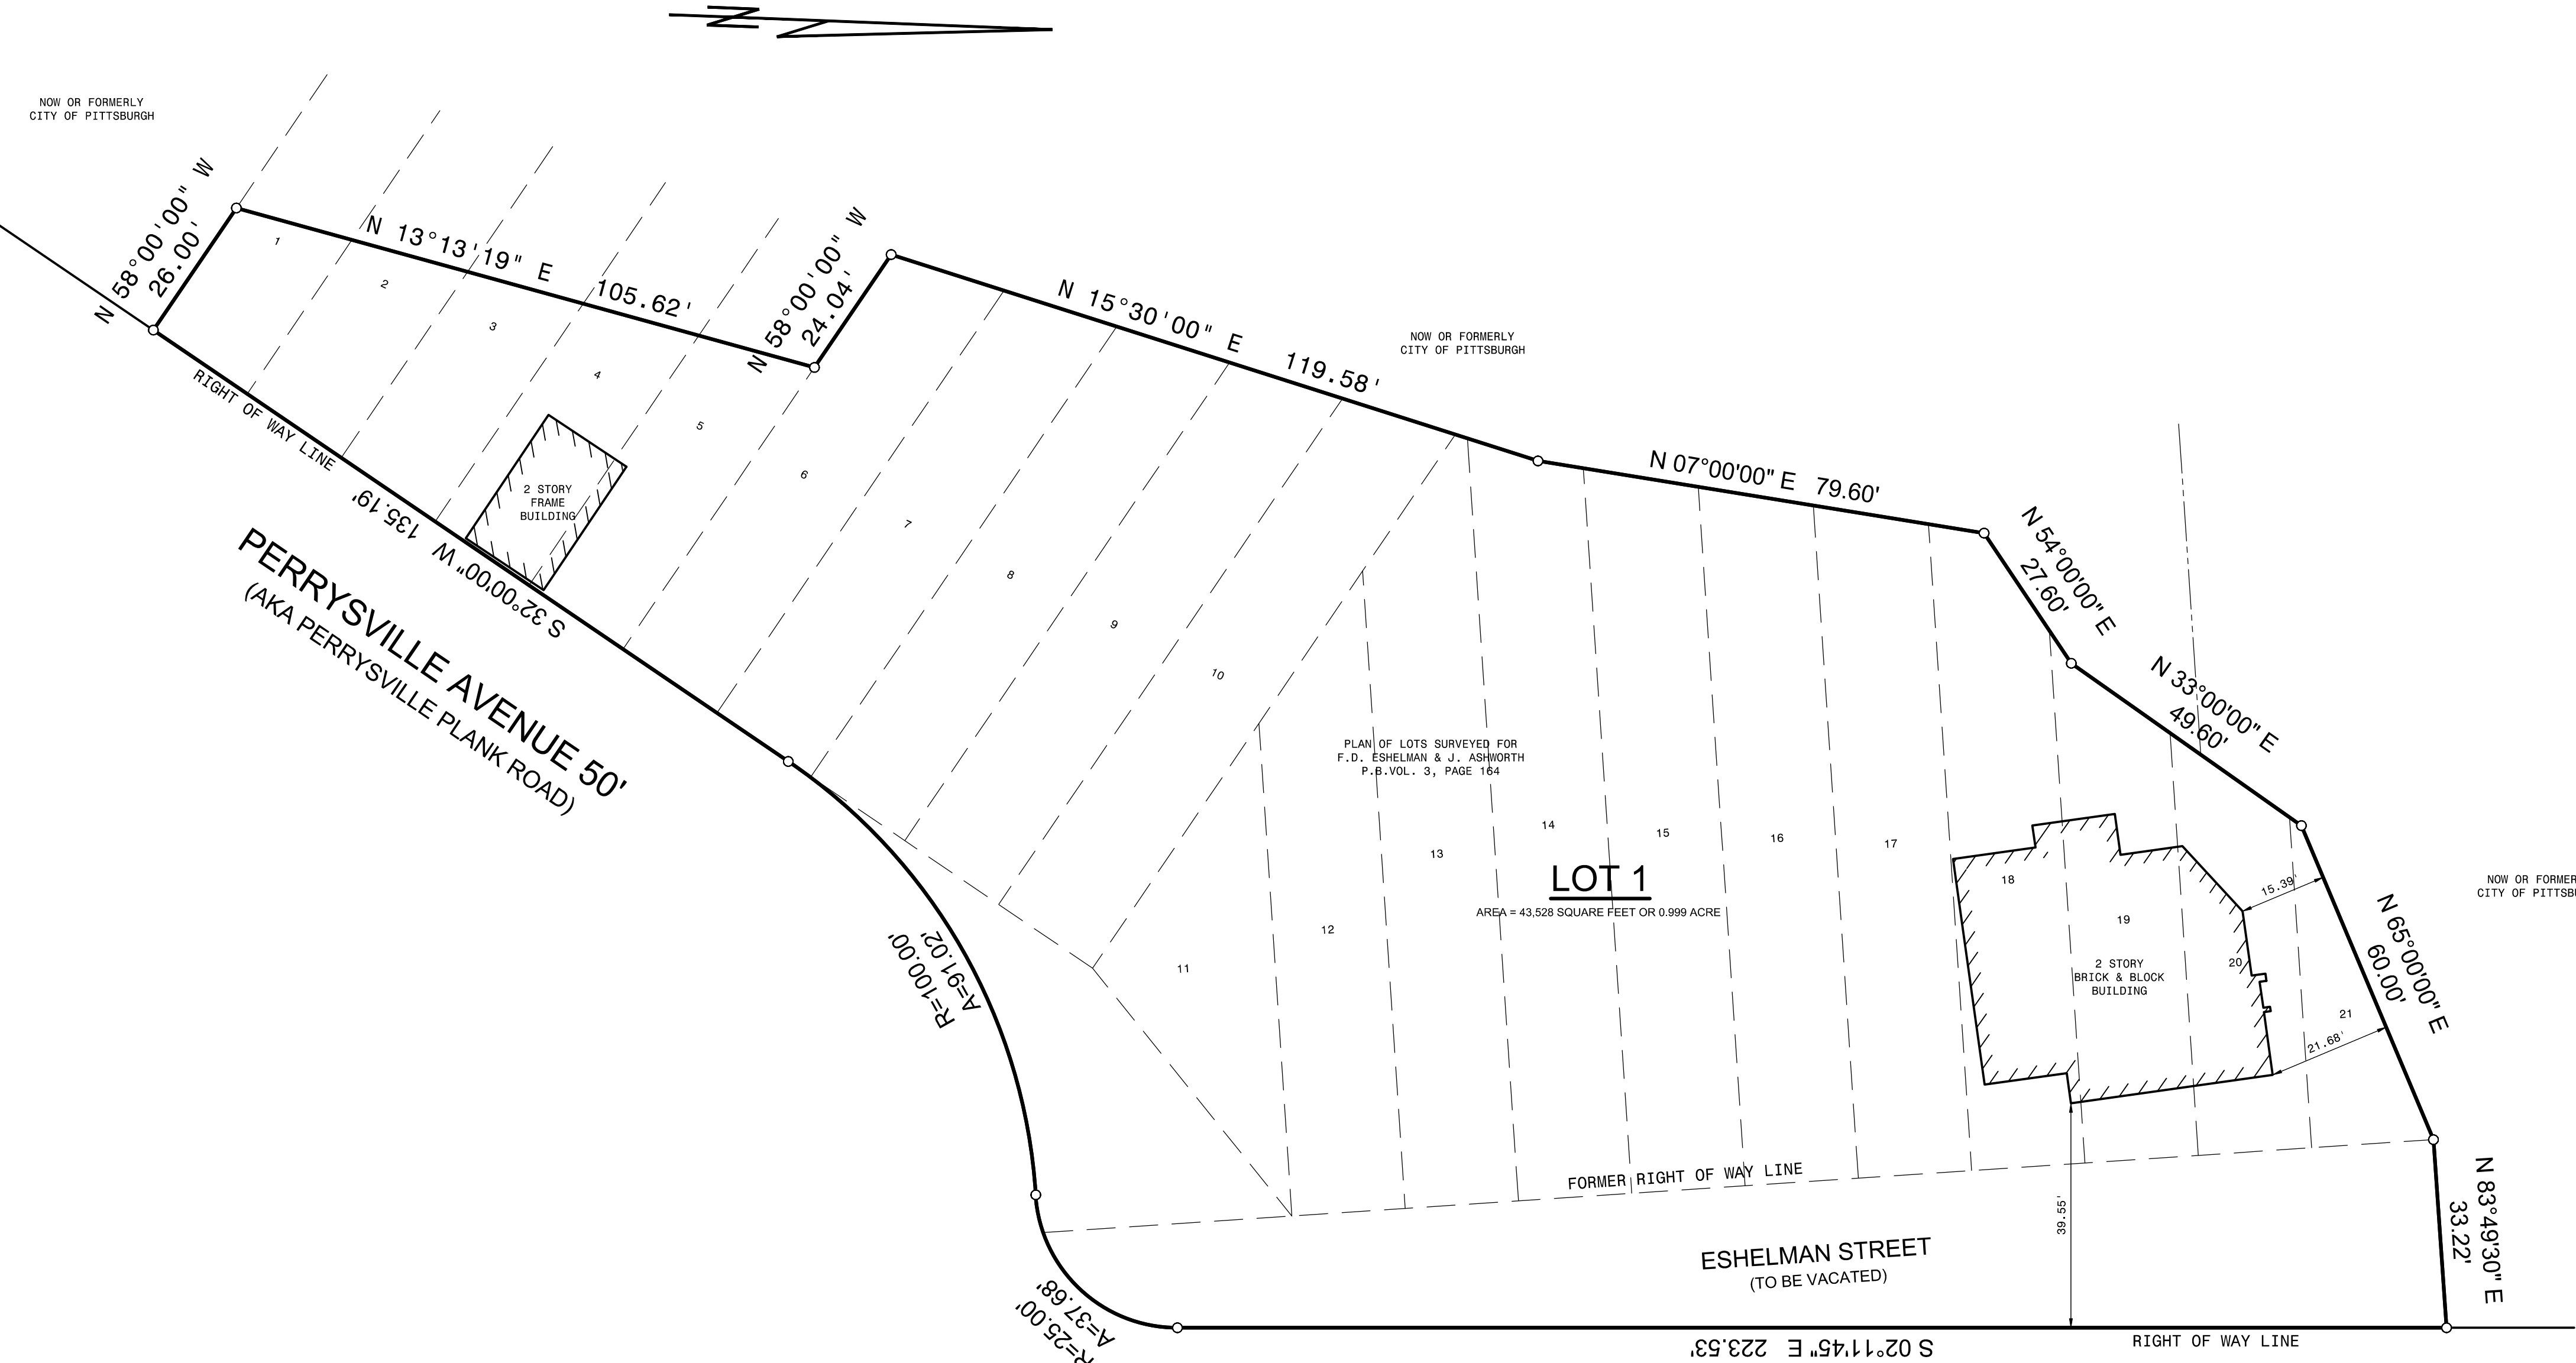 N
NOW OR FORMERLY
CITY OF PITTSBURGH
N 58°00'00" W
26.00'
N 13°13'19" E 105.62'
N 58°00'00" W
24.04'
N 15°30'00" E 119.58'
NOW OR FORMERLY
CITY OF PITTSBURGH
N 07°00'00" E 79.60'
N 54°00'00" E
27.60'
N 33°00'00" E
49.60'
NOW OR FORMER
CITY OF PITTSBU
N 65°00'00" E
60.00'
N 83°49'30" E
33.22'
1
2
3
4
5
6
7
8
9
10
11
12
13
14
15
16
17
18
19
20
21
RIGHT OF WAY LINE
2 STORY
FRAME
BUILDING
S 32°00'00" W 135.19'
PERRYSVILLE AVENUE 50'
(AKA PERRYSVILLE PLANK ROAD)
PLAN OF LOTS SURVEYED FOR
F.D. ESHELMAN & J. ASHWORTH
P.B.VOL. 3, PAGE 164
LOT 1
AREA = 43,528 SQUARE FEET OR 0.999 ACRE
2 STORY
BRICK & BLOCK
BUILDING
15.39'
21.68'
39.55'
R=100.00'
A=91.02'
R=25.00'
A=37.68'
FORMER RIGHT OF WAY LINE
ESHELMAN STREET
(TO BE VACATED)
S 02°11'45" E 223.53'
RIGHT OF WAY LINE